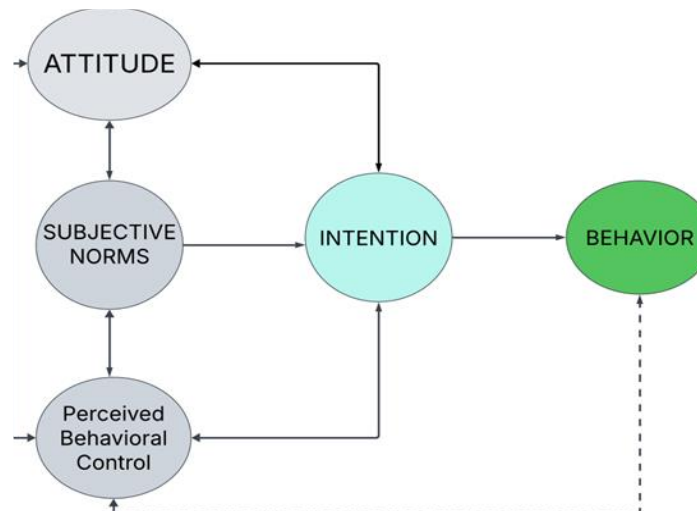 ATTITUDE
SUBJECTIVE
NORMS
INTENTION
BEHAVIOR
Perceived
Behavioral
Control